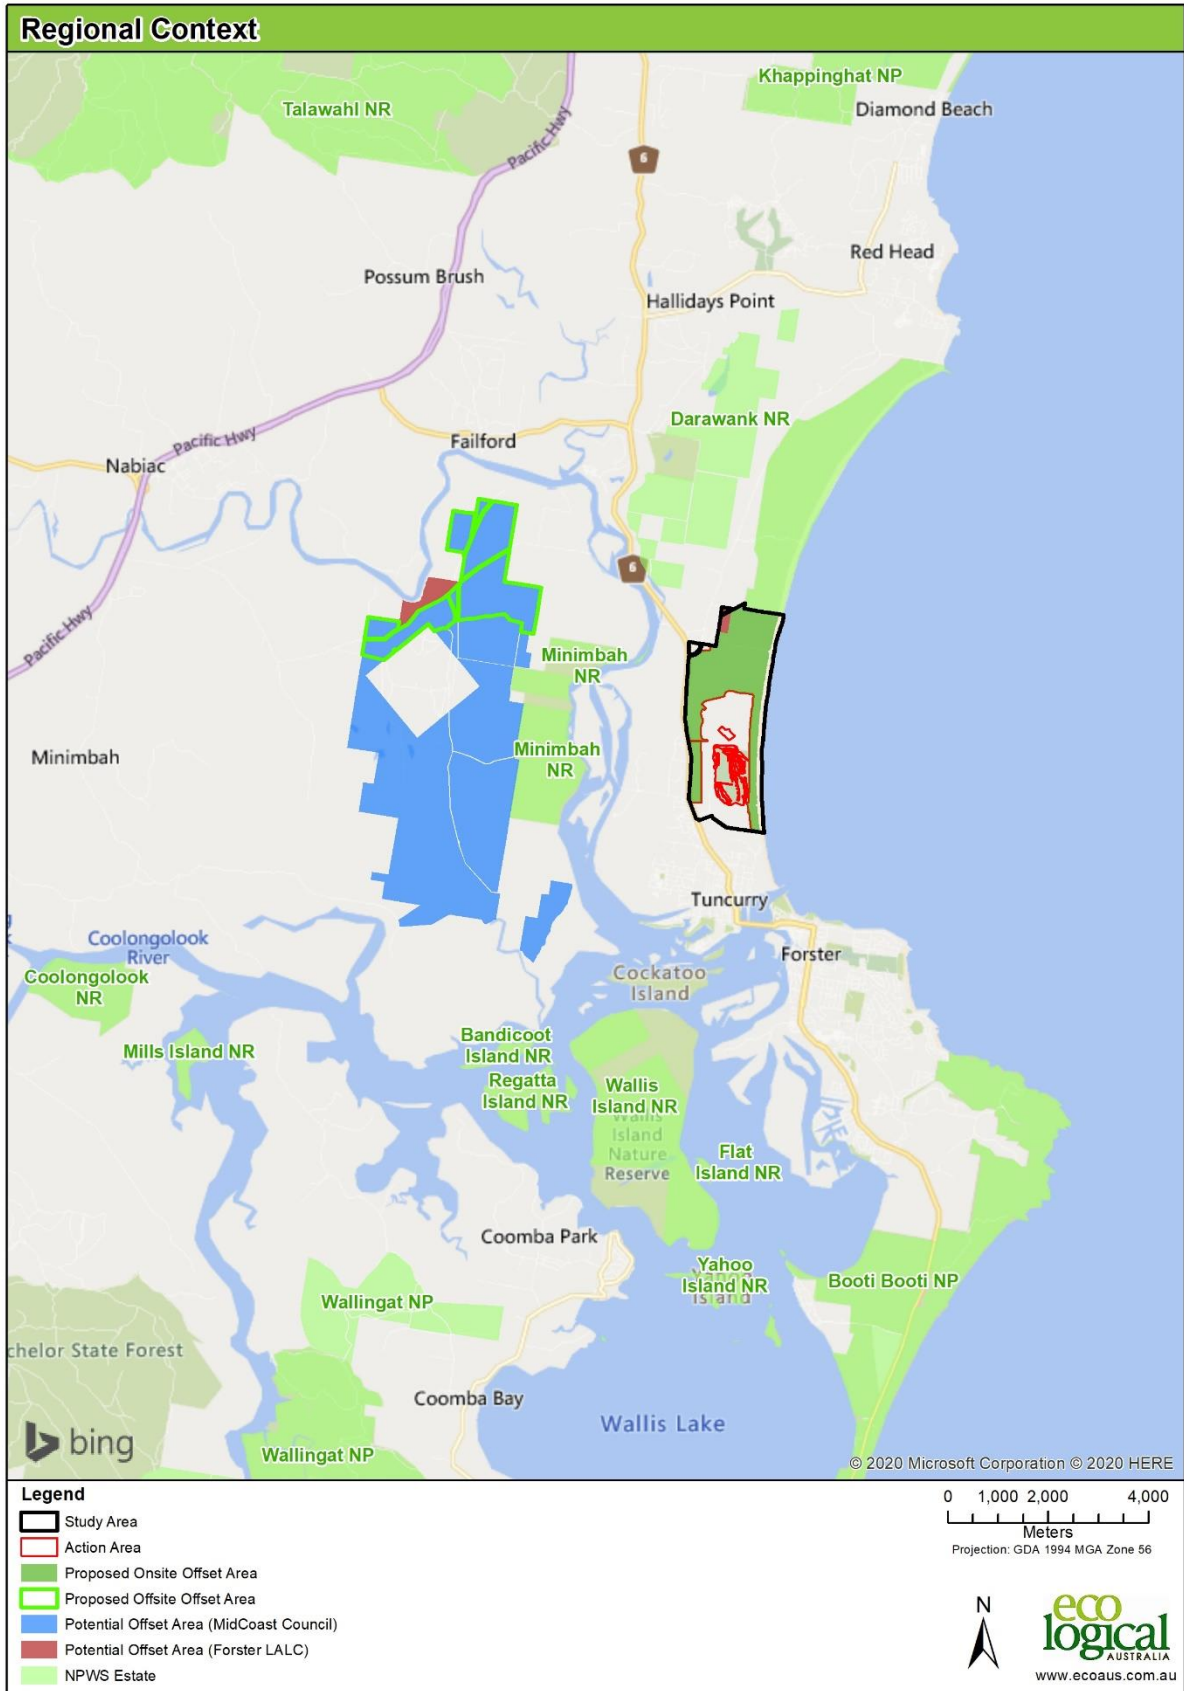 Regional Context
Khappinghat NP
Talawahl NR
Diamond Beach
Pacific Hwy
6
Red Head
Possum Brush
Hallidays Point
Darawank NR
Pacific Hwy
Failford
Nabiac
6
Pacific Hwy
Minimbah
NR
Minimbah
Minimbah
NR
Tuncurry
Coolongolook
River
Forster
Coolongolook
NR
Cockatoo
Island
Mills Island NR
Bandicoot
Island NR
Regatta
Island NR
Wallis
Island NR
Wallis
Island
Nature
Reserve
Flat
Island NR
Coomba Park
Yahoo
Island NR
Island
Booti Booti NP
Wallingat NP
chelor State Forest
Coomba Bay
Wallis Lake
bing
Wallingat NP
© 2020 Microsoft Corporation © 2020 HERE
Legend
Study Area
Action Area
Proposed Onsite Offset Area
Proposed Offsite Offset Area
Potential Offset Area (MidCoast Council)
Potential Offset Area (Forster LALC)
NPWS Estate
0 1,000 2,000 4,000
Meters
Projection: GDA 1994 MGA Zone 56
N
eco
logical
AUSTRALIA
www.ecoaus.com.au